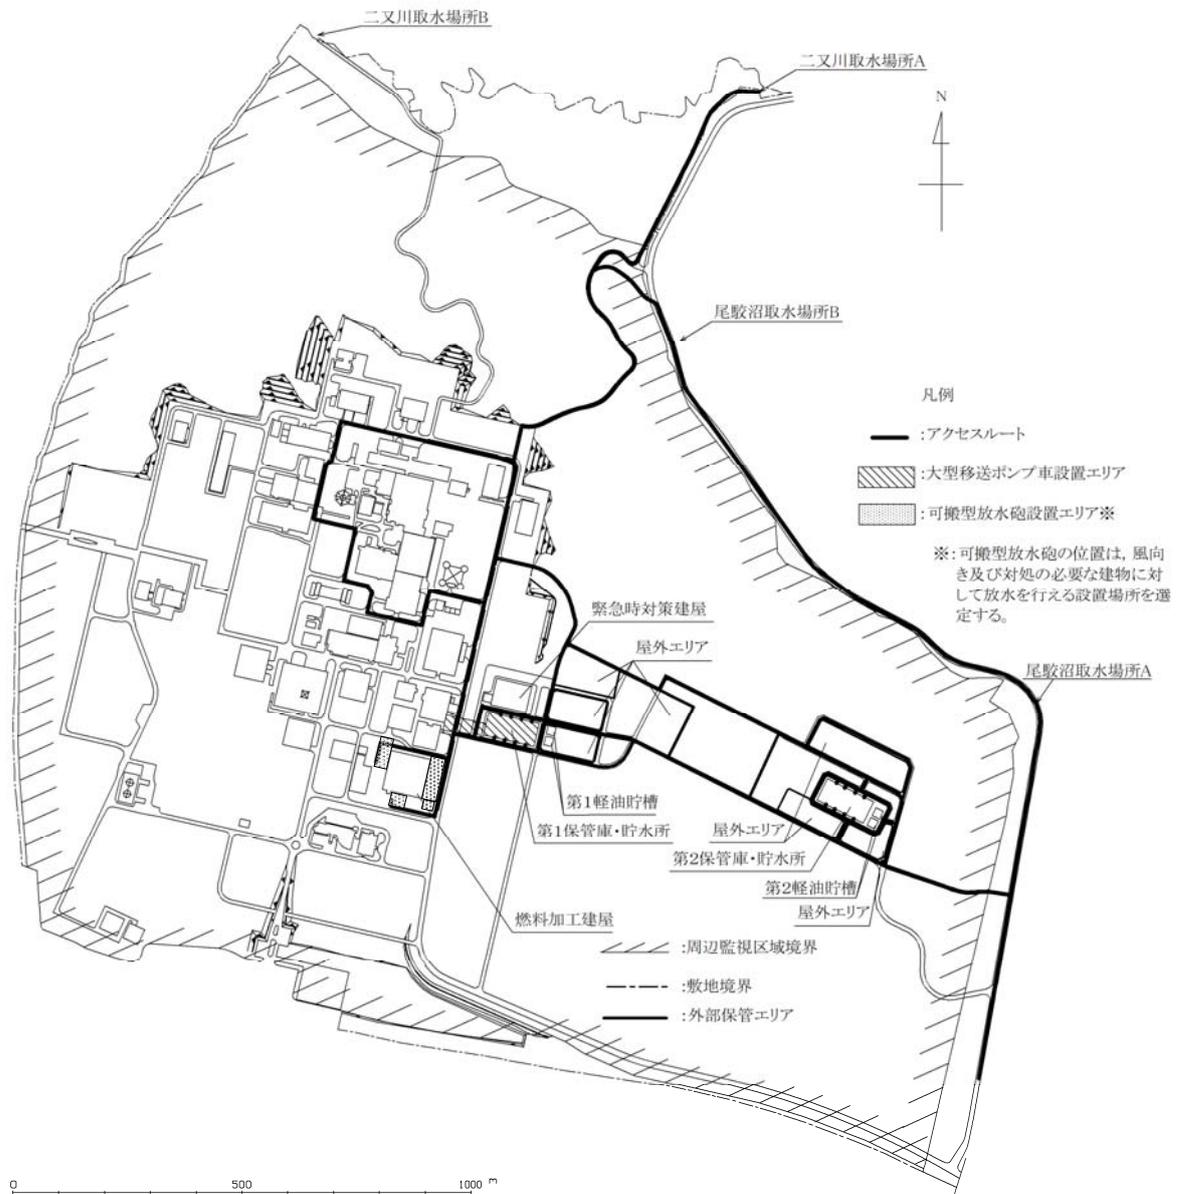 二又川取水場所B
二又川取水場所A
N
尾駮沼取水場所B
凡例
:アクセスルート
:大型移送ポンプ車設置エリア
:可搬型放水砲設置エリア※
※:可搬型放水砲の位置は，風向
き及び対処の必要な建物に対
して放水を行える設置場所を選
定する。
緊急時対策建屋
屋外エリア
尾駮沼取水場所A
第1軽油貯槽
第1保管庫・貯水所
屋外エリア
第2保管庫・貯水所
第2軽油貯槽
屋外エリア
燃料加工建屋
:周辺監視区域境界
:敷地境界
:外部保管エリア
0 500 1000 m